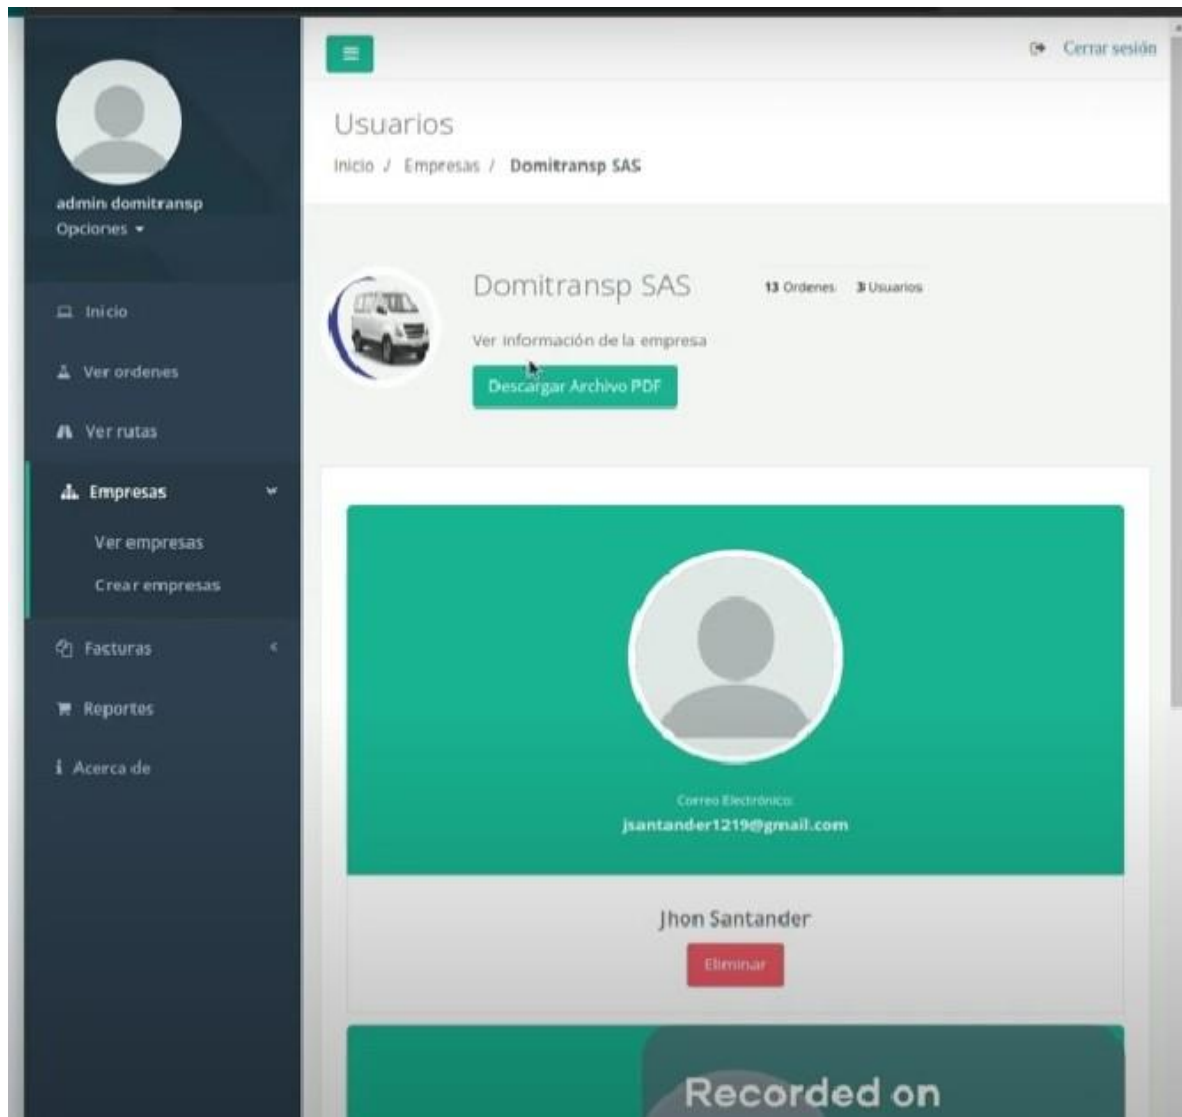 Cerrar sesión
Usuarios
Inicio / Empresas / Domitransp SAS
admin domitransp
Opciones
Domitransp SAS
13 Ordenes 3 Usuarios
Ver información de la empresa
Descargar Archivo PDF
Inicio
Ver ordenes
Ver rutas
Empresas
Ver empresas
Crear empresas
Facturas
Reportes
Acerca de
Correo Electrónico:
jsantander1219@gmail.com
Jhon Santander
Eliminar
Recorded on